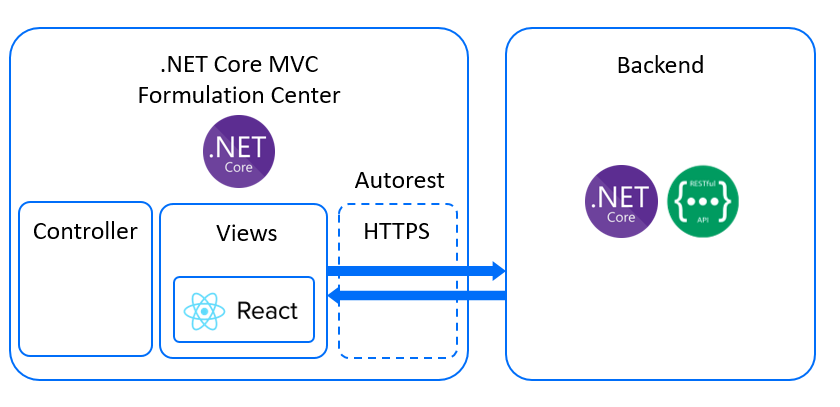 .NET Core MVC
Formulation Center
.NET
Core
Autorest
Controller
Views
HTTPS
React
Backend
.NET
Core
RESTful
{•••}
API